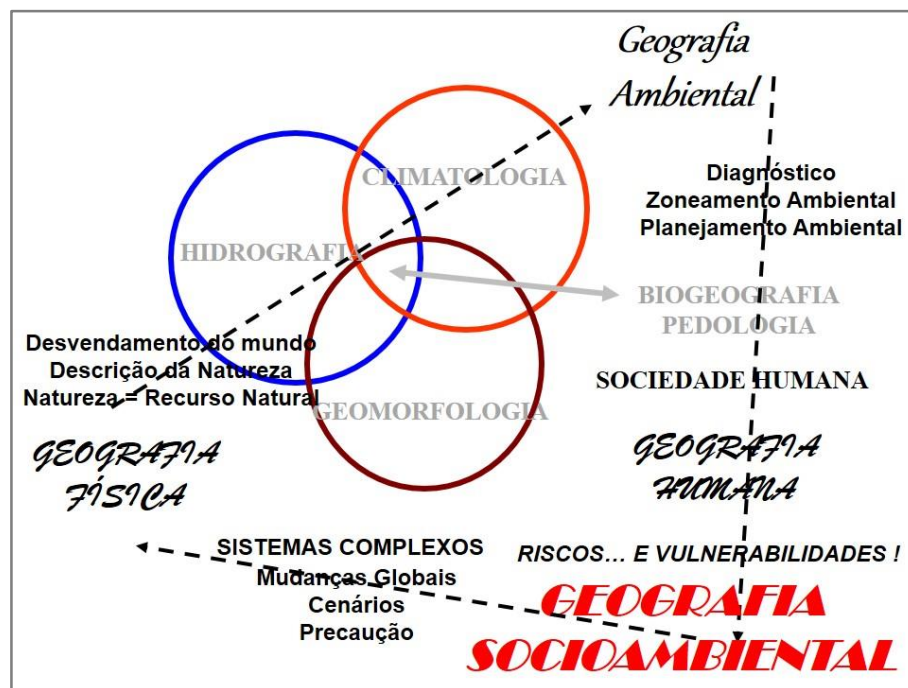 Geografia
Ambiental
CLIMATOLOGIA
HIDROGRAFIA
Diagnóstico
Zoneamento Ambiental
Planejamento Ambiental
BIOGEOGRAFIA
PEDOLOGIA
Desvendamento do mundo
Descrição da Natureza
Natureza = Recurso Natural
SOCIEDADE HUMANA
GEOMORFOLOGIA
GEOGRAFIA
FÍSICA
GEOGRAFIA
HUMANA
SISTEMAS COMPLEXOS
Mudanças Globais
Cenários
Precaução
RISCOS... E VULNERABILIDADES !
GEOGRAFIA
SOCIOAMBIENTAL